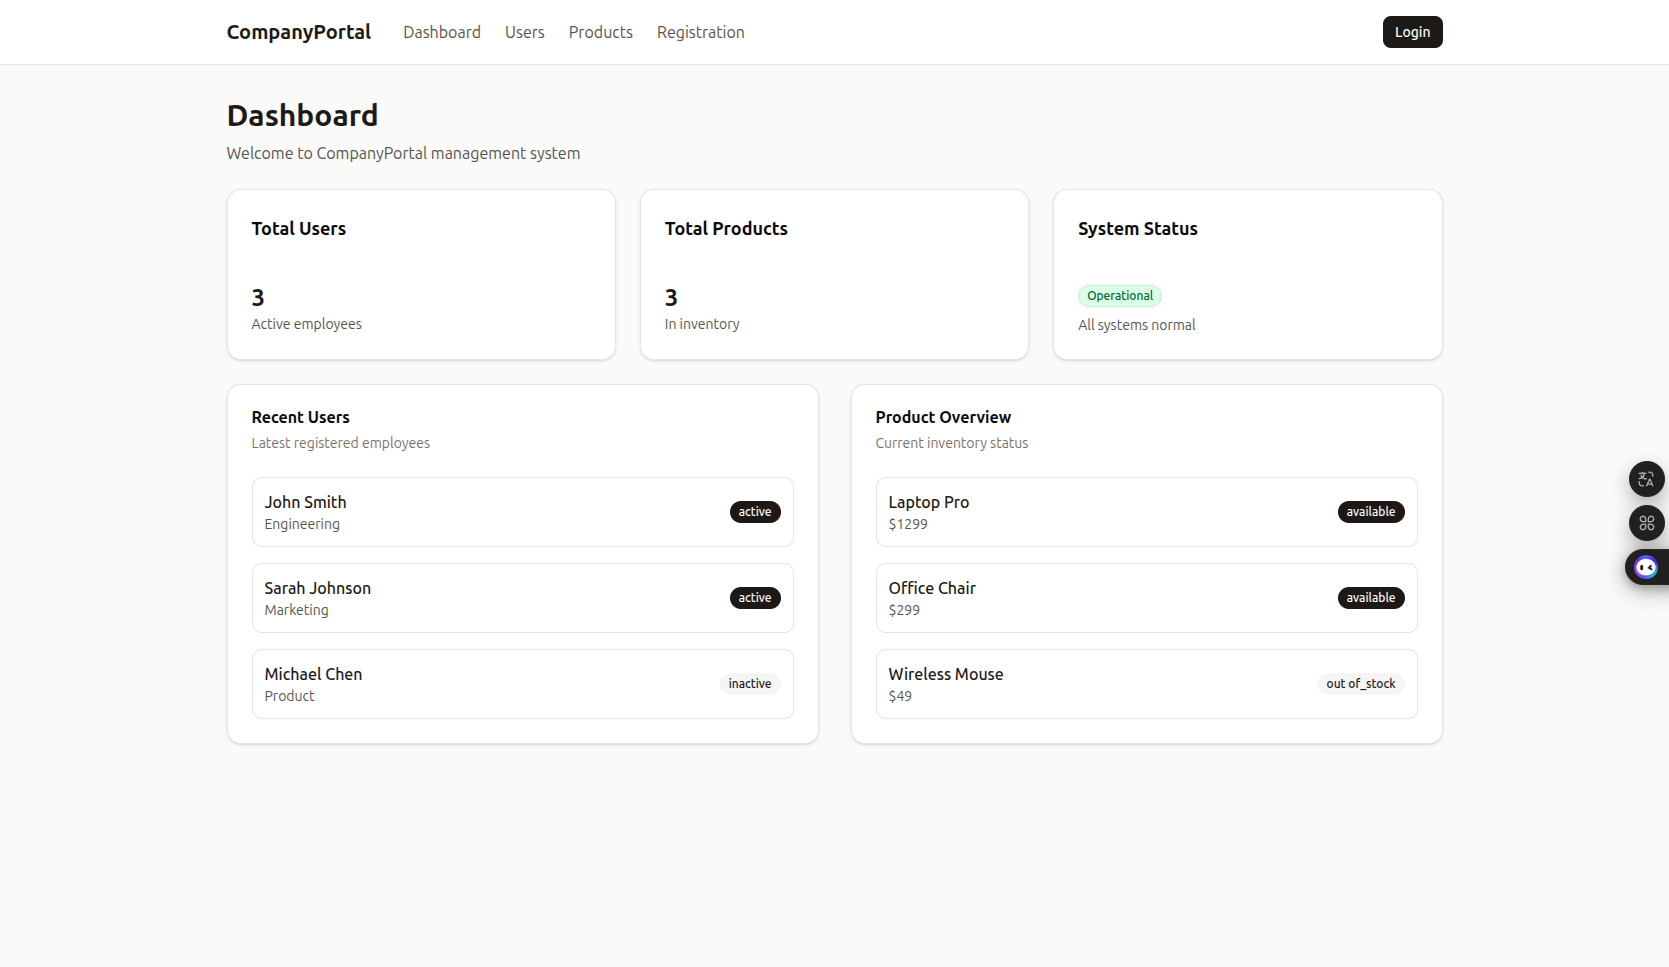 CompanyPortal Dashboard Users Products Registration Login
Dashboard
Welcome to CompanyPortal management system
Total Users
3
Active employees
Total Products
3
In inventory
System Status
Operational
All systems normal
Recent Users
Latest registered employees
John Smith
Engineering
active
Sarah Johnson
Marketing
active
Michael Chen
Product
inactive
Product Overview
Current inventory status
Laptop Pro
$1299
available
Office Chair
$299
available
Wireless Mouse
$49
out of_stock